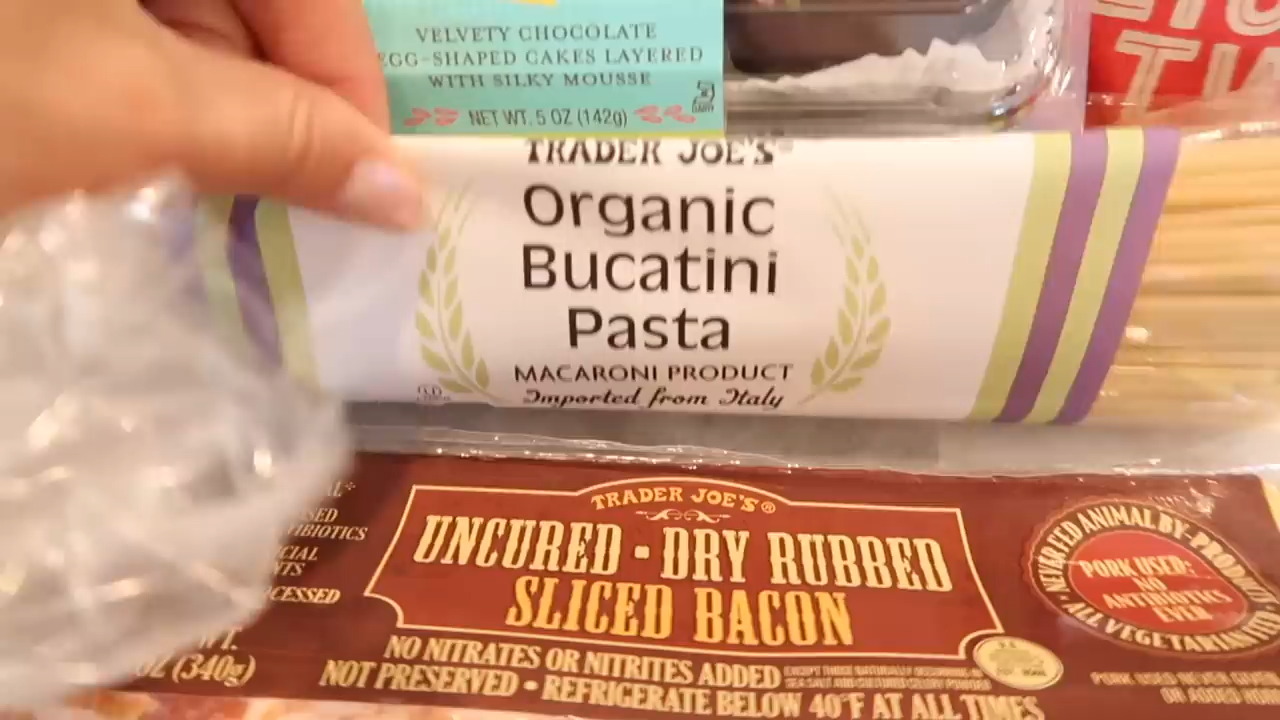 VELVETY CHOCOLATE
EGG-SHAPED CAKES LAYERED
WITH SILKY MOUSSE
NET WT. 5 OZ (142g)
TRADER JOE'S®
Organic
Bucatini
Pasta
MACARONI PRODUCT
Imported from Italy
TRADER JOE'S®
UNCURED - DRY RUBBED
SLICED BACON
NO NITRATES OR NITRITES ADDED
NOT PRESERVED • REFRIGERATE BELOW 40°F AT ALL TIMES
OZ (340g)
NEVER FED ANIMAL BY-PRODUCTS
PORK USED:
NO
ANTIBIOTICS
EVER
ALL VEGETARIAN